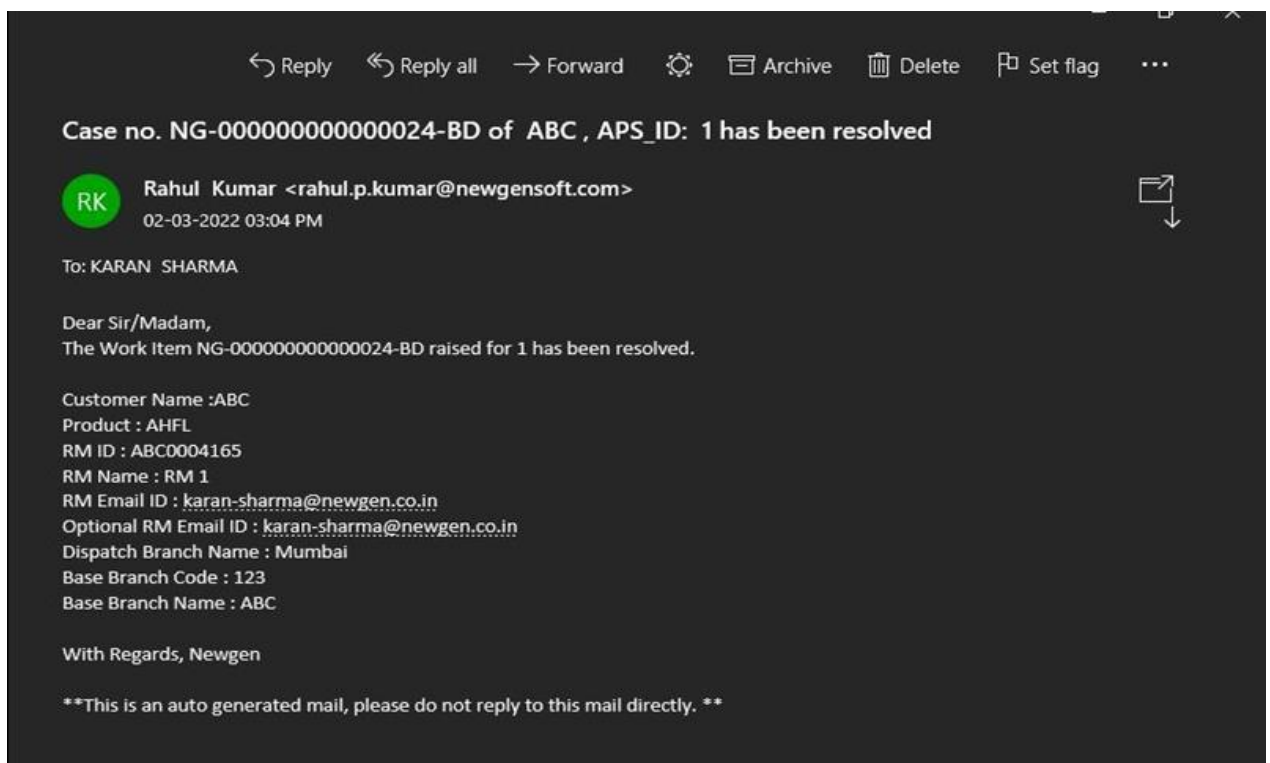 Reply Reply all Forward Archive Delete Set flag ...
Case no. NG-000000000000024-BD of ABC , APS_ID: 1 has been resolved
RK
Rahul Kumar <rahul.p.kumar@newgensoft.com>
02-03-2022 03:04 PM
To: KARAN SHARMA
Dear Sir/Madam,
The Work Item NG-000000000000024-BD raised for 1 has been resolved.
Customer Name :ABC
Product : AHFL
RM ID : ABC0004165
RM Name : RM 1
RM Email ID : karan-sharma@newgen.co.in
Optional RM Email ID : karan-sharma@newgen.co.in
Dispatch Branch Name : Mumbai
Base Branch Code : 123
Base Branch Name : ABC
With Regards, Newgen
**This is an auto generated mail, please do not reply to this mail directly. **